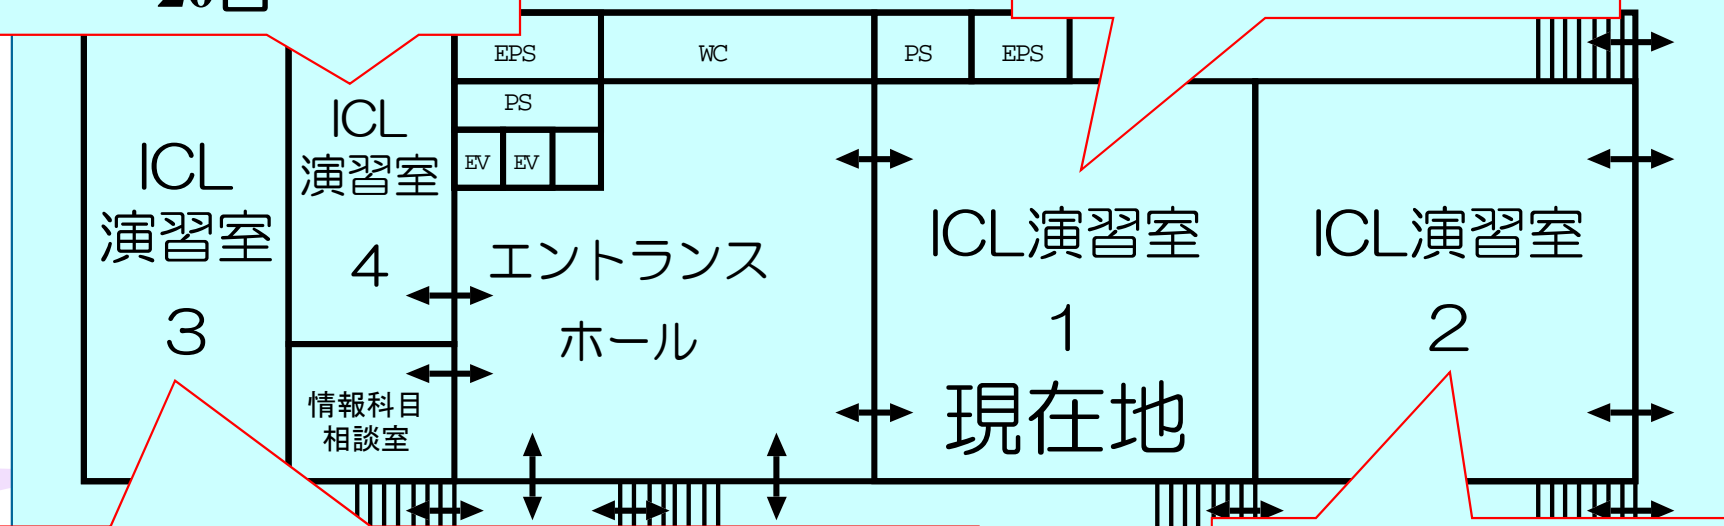 EPS
WC
PS
EPS
PS
EV
EV
ICL
演習室
3
ICL
演習室
4
情報科目
相談室
エントランス
ホール
ICL演習室
1
現在地
ICL演習室
2